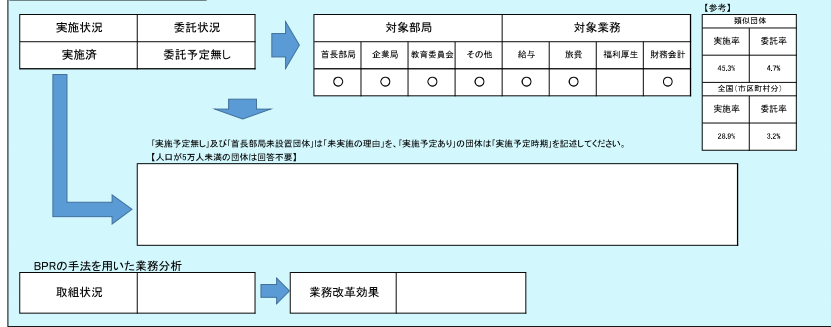 【参考】
実施状況 委託状況
実施済 委託予定無し
対象部局 対象業務
首長部局 企業局 教育委員会 その他 給与 旅費 福利厚生 財務会計
○ ○ ○ ○ ○ ○ ○
類似団体
実施率 委託率
45.3% 4.7%
全国(市区町村分)
実施率 委託率
28.9% 3.2%
「実施予定無し」及び「首長部局未設置団体」は「未実施の理由」を、「実施予定あり」の団体は「実施予定時期」を記述してください。
【人口が5万人未満の団体は回答不要】
BPRの手法を用いた業務分析
取組状況 業務改革効果